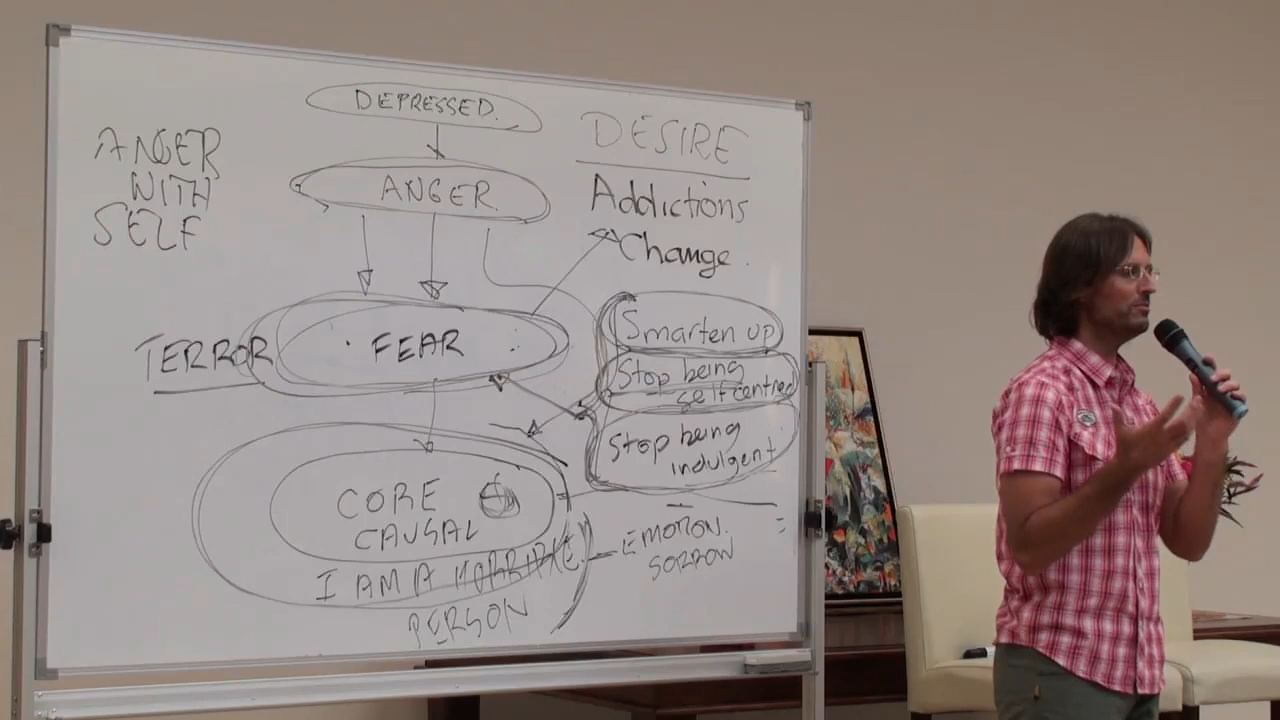 DEPRESSED.
ANGER
WITH
SELF
ANGER
DESIRE
Addictions
Change.
TERROR
FEAR
Smarten up
Stop being
self centred
Stop being
indulgent
CORE
CAUSAL
I AM A HORRIBLE
PERSON
EMOTION.
SORROW